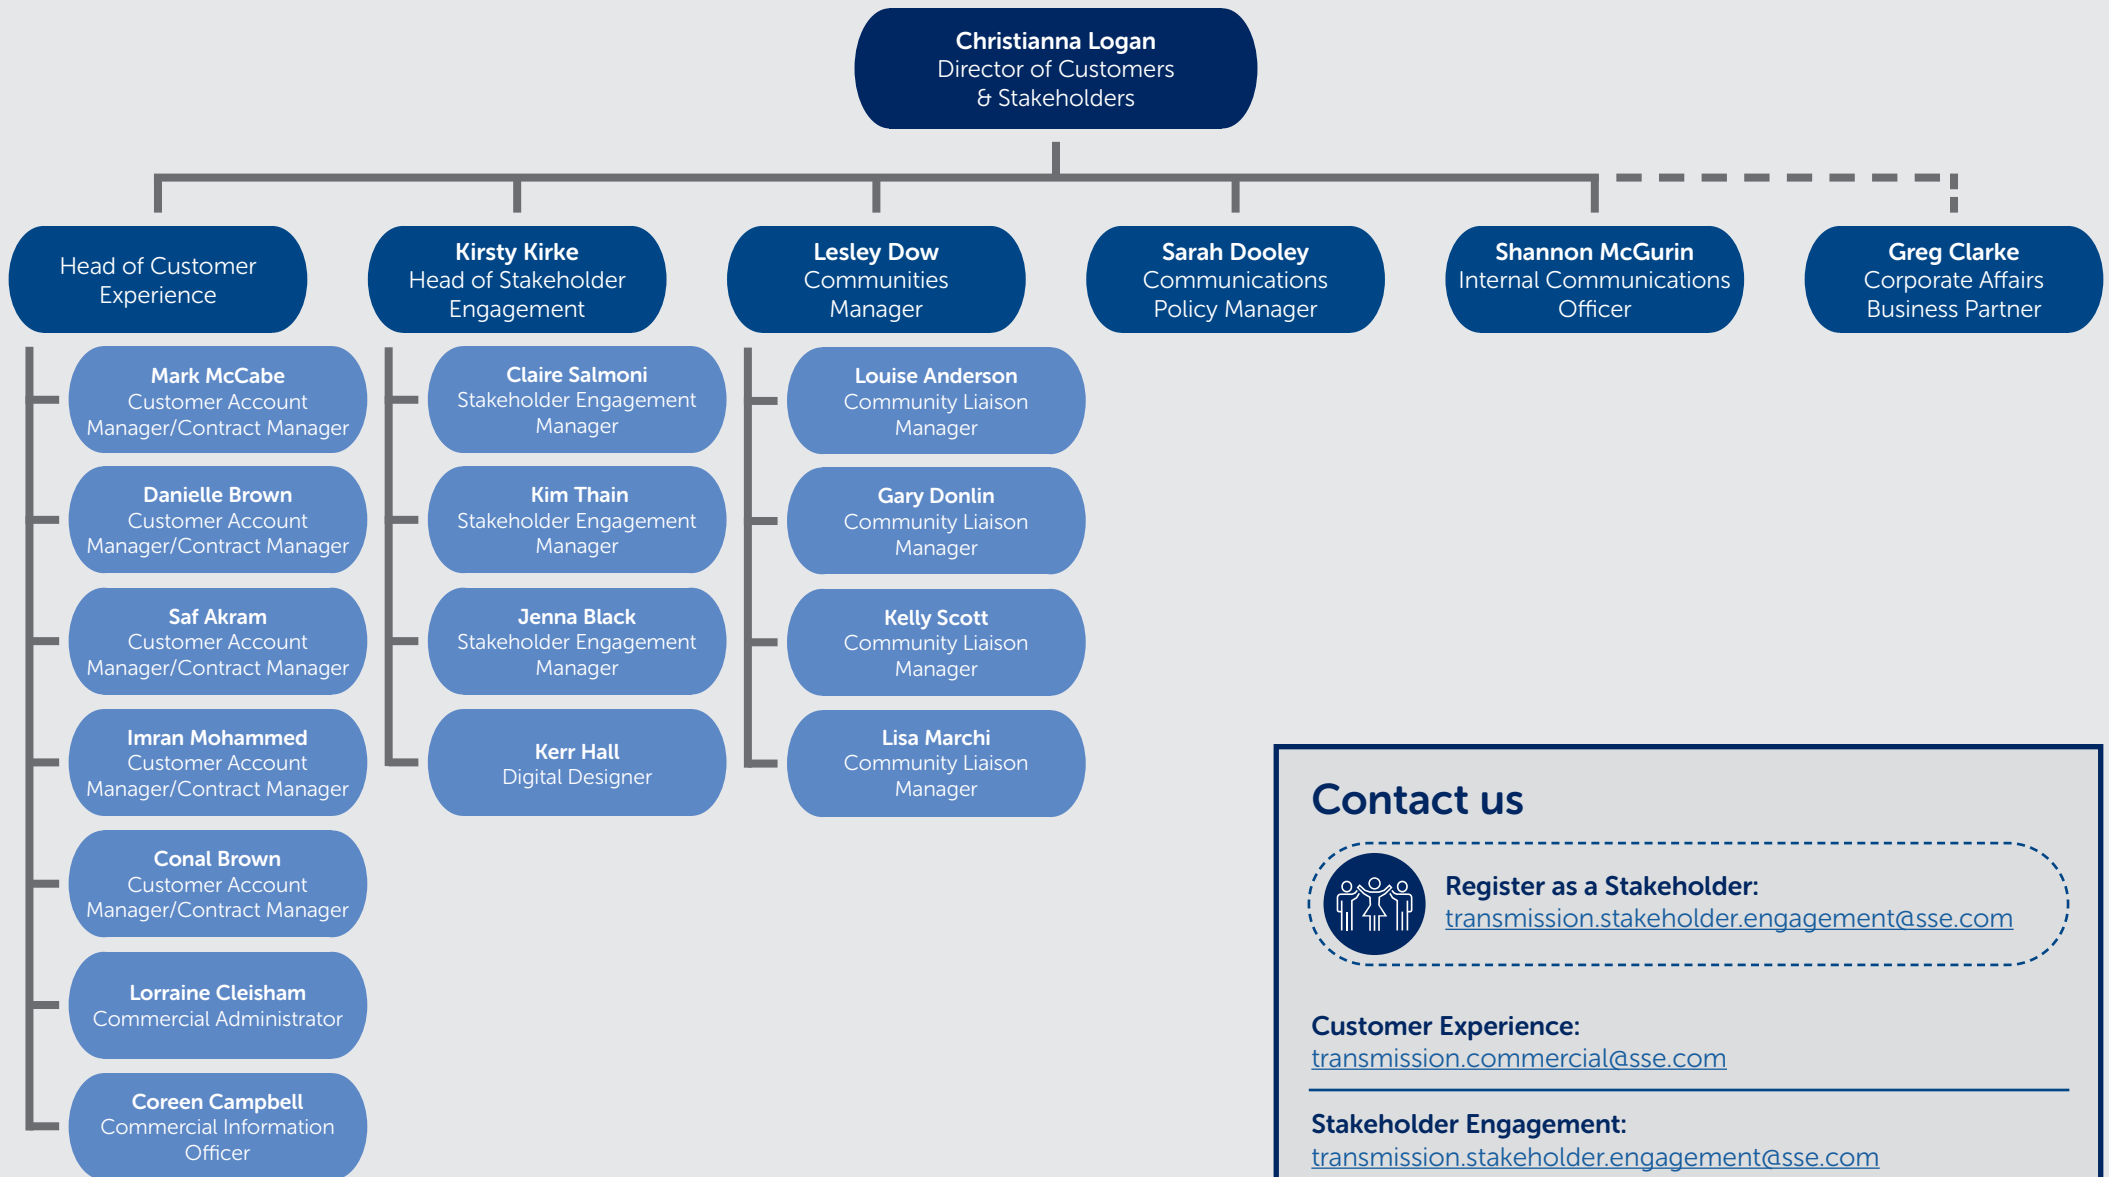 Christianna Logan
Director of Customers
& Stakeholders
Head of Customer
Experience
Kirsty Kirke
Head of Stakeholder
Engagement
Lesley Dow
Communities
Manager
Sarah Dooley
Communications
Policy Manager
Shannon McGurin
Internal Communications
Officer
Greg Clarke
Corporate Affairs
Business Partner
Mark McCabe
Customer Account
Manager/Contract Manager
Danielle Brown
Customer Account
Manager/Contract Manager
Saf Akram
Customer Account
Manager/Contract Manager
Imran Mohammed
Customer Account
Manager/Contract Manager
Conal Brown
Customer Account
Manager/Contract Manager
Lorraine Cleisham
Commercial Administrator
Coreen Campbell
Commercial Information
Officer
Claire Salmoni
Stakeholder Engagement
Manager
Kim Thain
Stakeholder Engagement
Manager
Jenna Black
Stakeholder Engagement
Manager
Kerr Hall
Digital Designer
Louise Anderson
Community Liaison
Manager
Gary Donlin
Community Liaison
Manager
Kelly Scott
Community Liaison
Manager
Lisa Marchi
Community Liaison
Manager
Contact us
Register as a Stakeholder:
transmission.stakeholder.engagement@sse.com
Customer Experience:
transmission.commercial@sse.com
Stakeholder Engagement:
transmission.stakeholder.engagement@sse.com